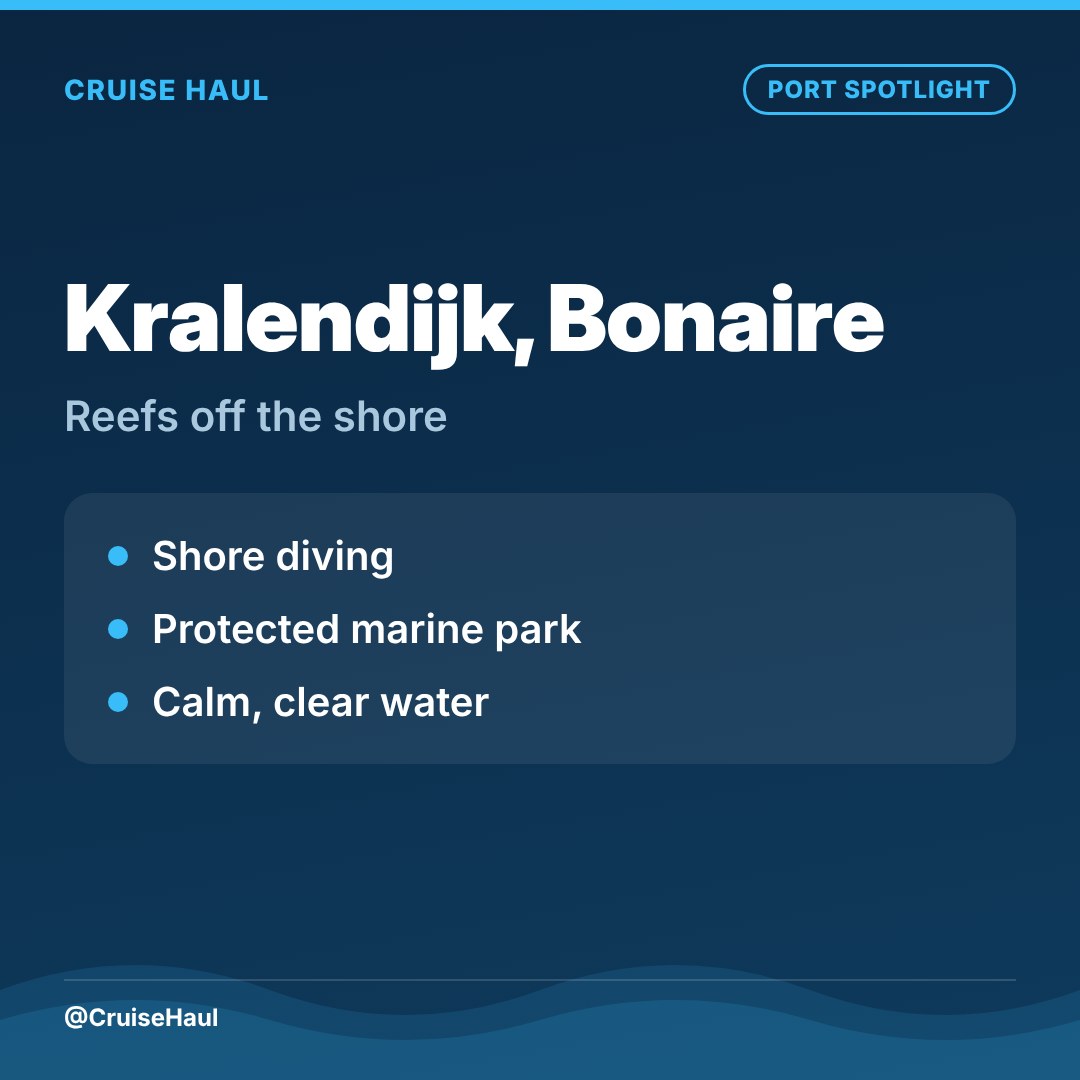 CRUISE HAUL
PORT SPOTLIGHT
Kralendijk, Bonaire
Reefs off the shore
Shore diving
Protected marine park
Calm, clear water
@CruiseHaul